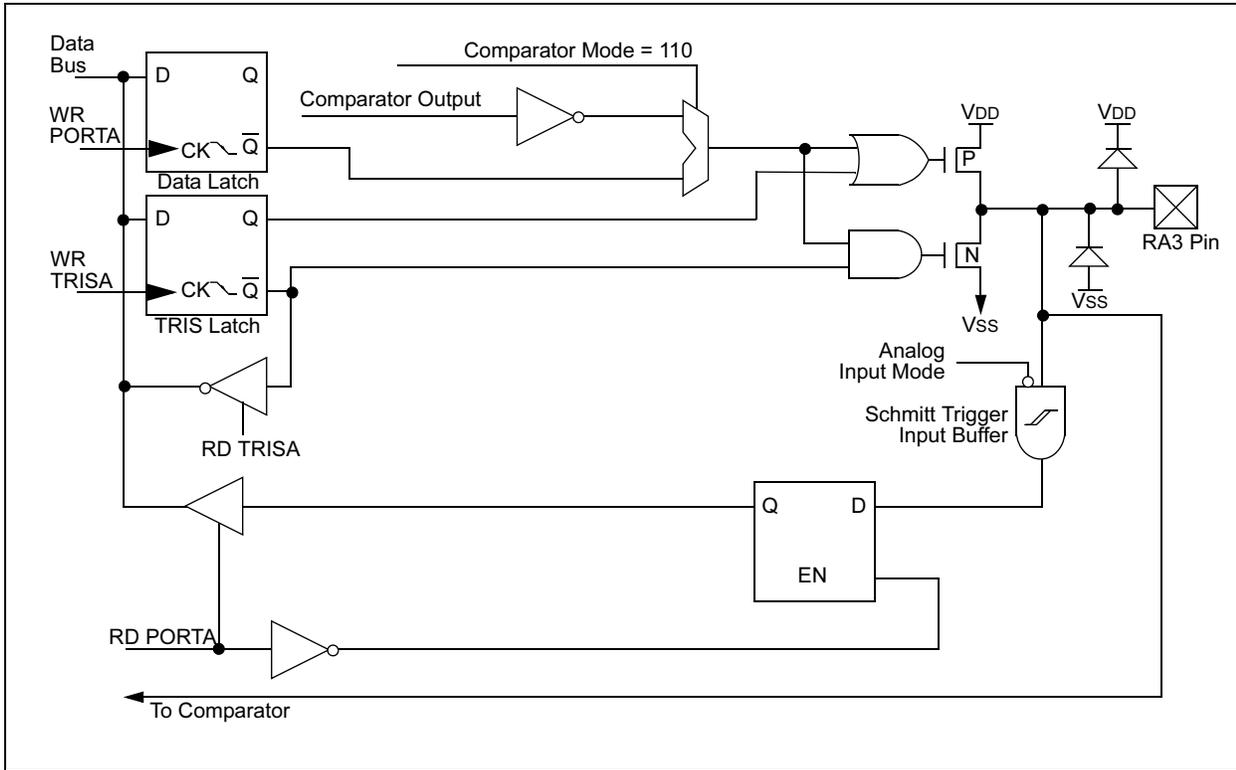 Data
Bus
D Q
WR
PORTA
CK Q
Data Latch
D Q
WR
TRISA
CK Q
TRIS Latch
RD TRISA
Comparator Mode = 110
Comparator Output
VDD
P
N
VSS
VDD
VSS
RA3 Pin
Analog
Input Mode
Schmitt Trigger
Input Buffer
Q D
EN
RD PORTA
To Comparator